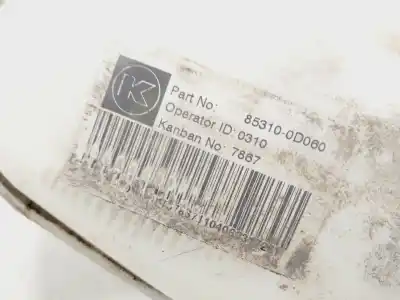 K
Part No: 85310-0D060
Operator ID: 0310
Kanban No: 7667